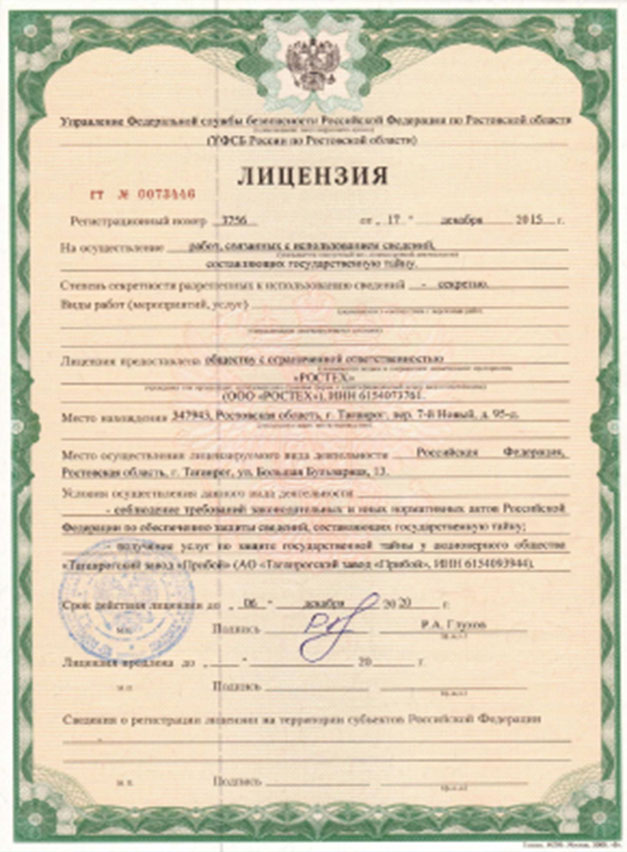 Управление Федеральной службы безопасности Российской Федерации по Ростовской области
(УФСБ России по Ростовской области)
ЛИЦЕНЗИЯ
ГТ № 0073446
Регистрационный номер 3756 от „ 17 " декабря 2015 г.
На осуществление работ, связанных с использованием сведений,
составляющих государственную тайну.
Степень секретности разрешенных к использованию сведений - секретно.
Виды работ (мероприятий, услуг)
Лицензия предоставлена обществу с ограниченной ответственностью
«РОСТЕХ»
(ООО «РОСТЕХ»), ИНН 6154073761.
Место нахождения 347943, Ростовская область, г. Таганрог, пер. 7-й Новый, д. 95-д.
Место осуществления лицензируемого вида деятельности Российская Федерация,
Ростовская область, г. Таганрог, ул. Большая Бульварная, 13.
Условия осуществления данного вида деятельности
- соблюдение требований законодательных и иных нормативных актов Российской
Федерации по обеспечению защиты сведений, составляющих государственную тайну;
- получение услуг по защите государственной тайны у акционерного общества
«Таганрогский завод «Прибой» (АО «Таганрогский завод «Прибой», ИНН 6154093944).
Срок действия лицензии до „ 06 " декабря 2020 г.
м.п. Подпись Р.А. Глухов
Лицензия продлена до „ " 20 г.
м.п. Подпись
Сведения о регистрации лицензии на территории субъектов Российской Федерации
м.п. Подпись